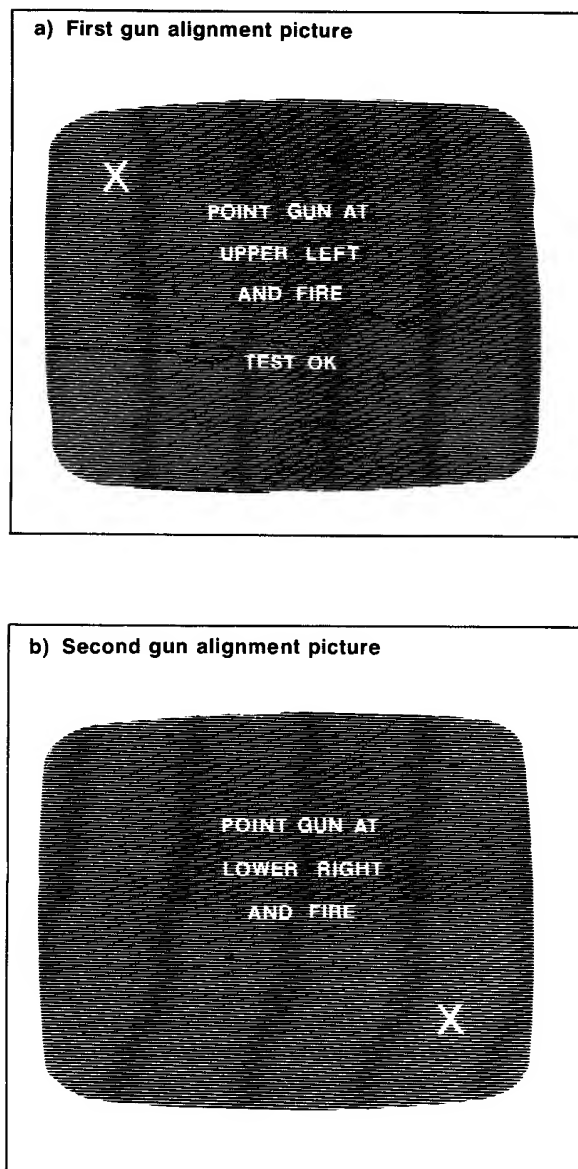 a) First gun alignment picture
X
POINT GUN AT
UPPER LEFT
AND FIRE
TEST OK
b) Second gun alignment picture
POINT GUN AT
LOWER RIGHT
AND FIRE
X